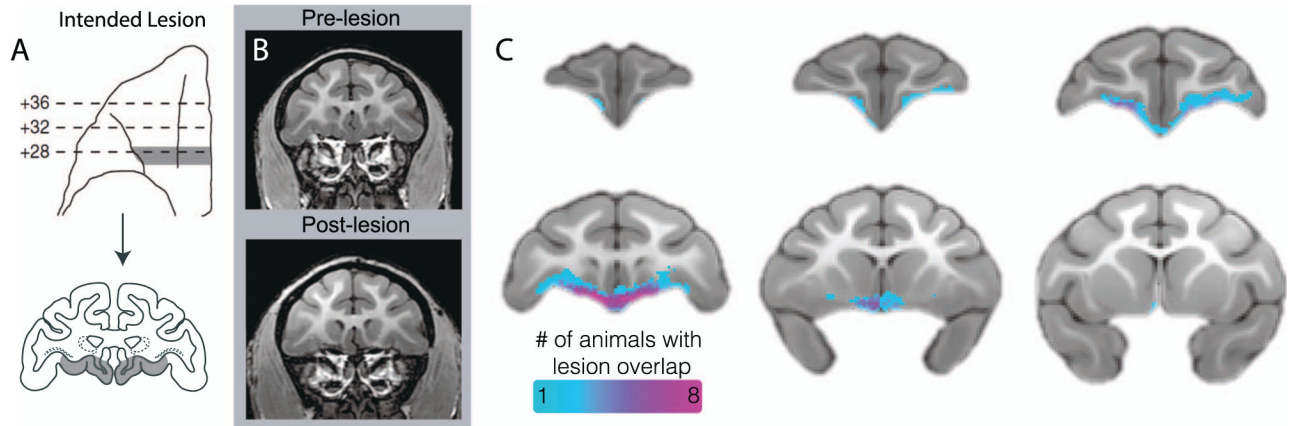 Intended Lesion
A
+36
+32
+28
Pre-lesion
B
Post-lesion
C
# of animals with
lesion overlap
1 8